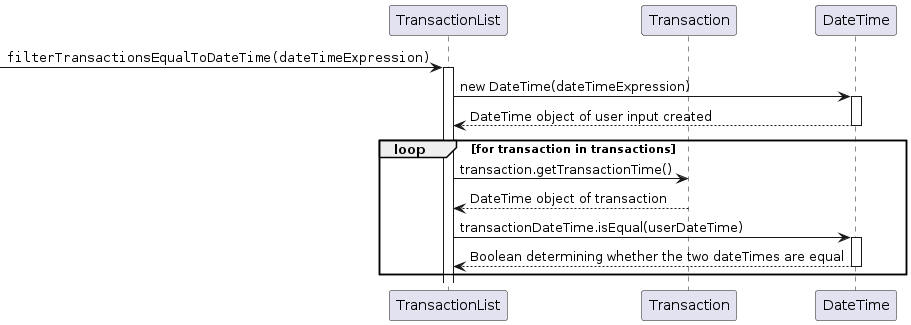 TransactionList Transaction DateTime
filterTransactionsEqualToDateTime(dateTimeExpression)
new DateTime(dateTimeExpression)
DateTime object of user input created
loop [for transaction in transactions]
transaction.getTransactionTime()
DateTime object of transaction
transactionDateTime.isEqual(userDateTime)
Boolean determining whether the two dateTimes are equal
TransactionList Transaction DateTime